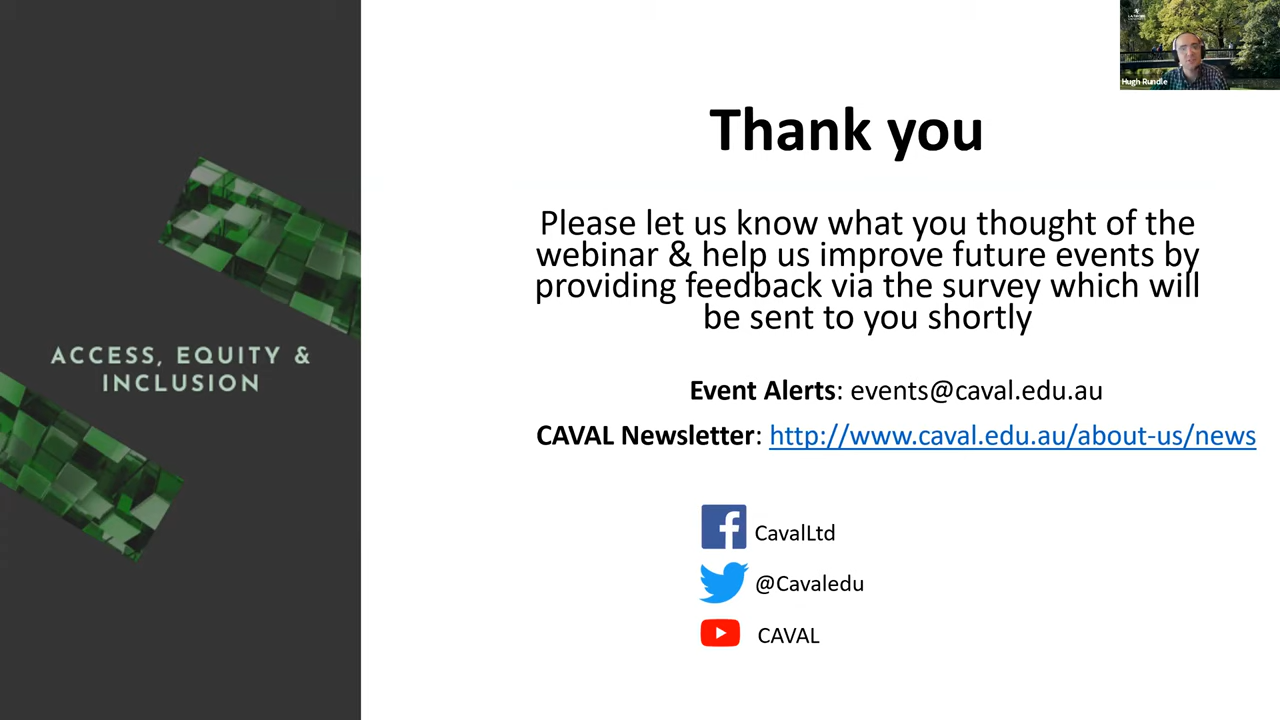 Hugh Rundle
Thank you
Please let us know what you thought of the
webinar & help us improve future events by
providing feedback via the survey which will
be sent to you shortly
ACCESS, EQUITY &
INCLUSION
Event Alerts: events@caval.edu.au
CAVAL Newsletter: http://www.caval.edu.au/about-us/news
CavalLtd
@Cavaledu
CAVAL